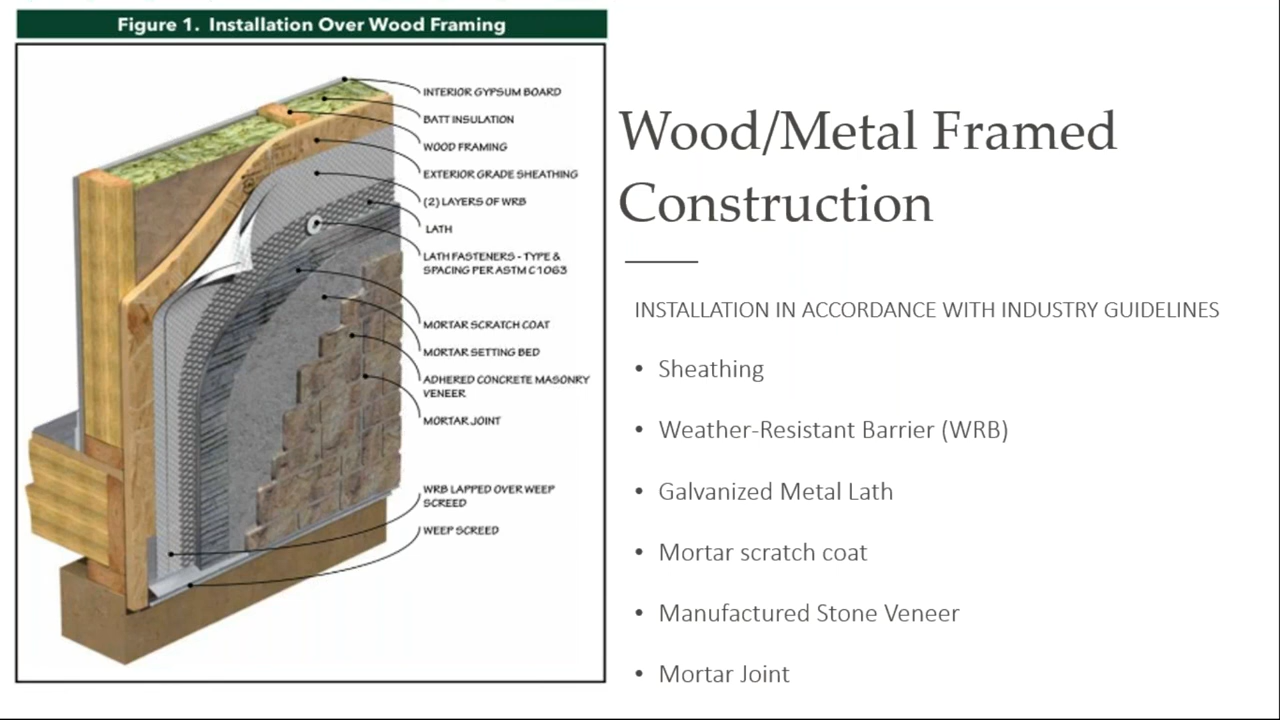 Figure 1. Installation Over Wood Framing
INTERIOR GYPSUM BOARD
BATT INSULATION
WOOD FRAMING
EXTERIOR GRADE SHEATHING
(2) LAYERS OF WRB
LATH
LATH FASTENERS - TYPE &
SPACING PER ASTM C1063
MORTAR SCRATCH COAT
MORTAR SETTING BED
ADHERED CONCRETE MASONRY
VENEER
MORTAR JOINT
WRB LAPPED OVER WEEP
SCREED
WEEP SCREED
Wood/Metal Framed
Construction
INSTALLATION IN ACCORDANCE WITH INDUSTRY GUIDELINES
• Sheathing
• Weather-Resistant Barrier (WRB)
• Galvanized Metal Lath
• Mortar scratch coat
• Manufactured Stone Veneer
• Mortar Joint